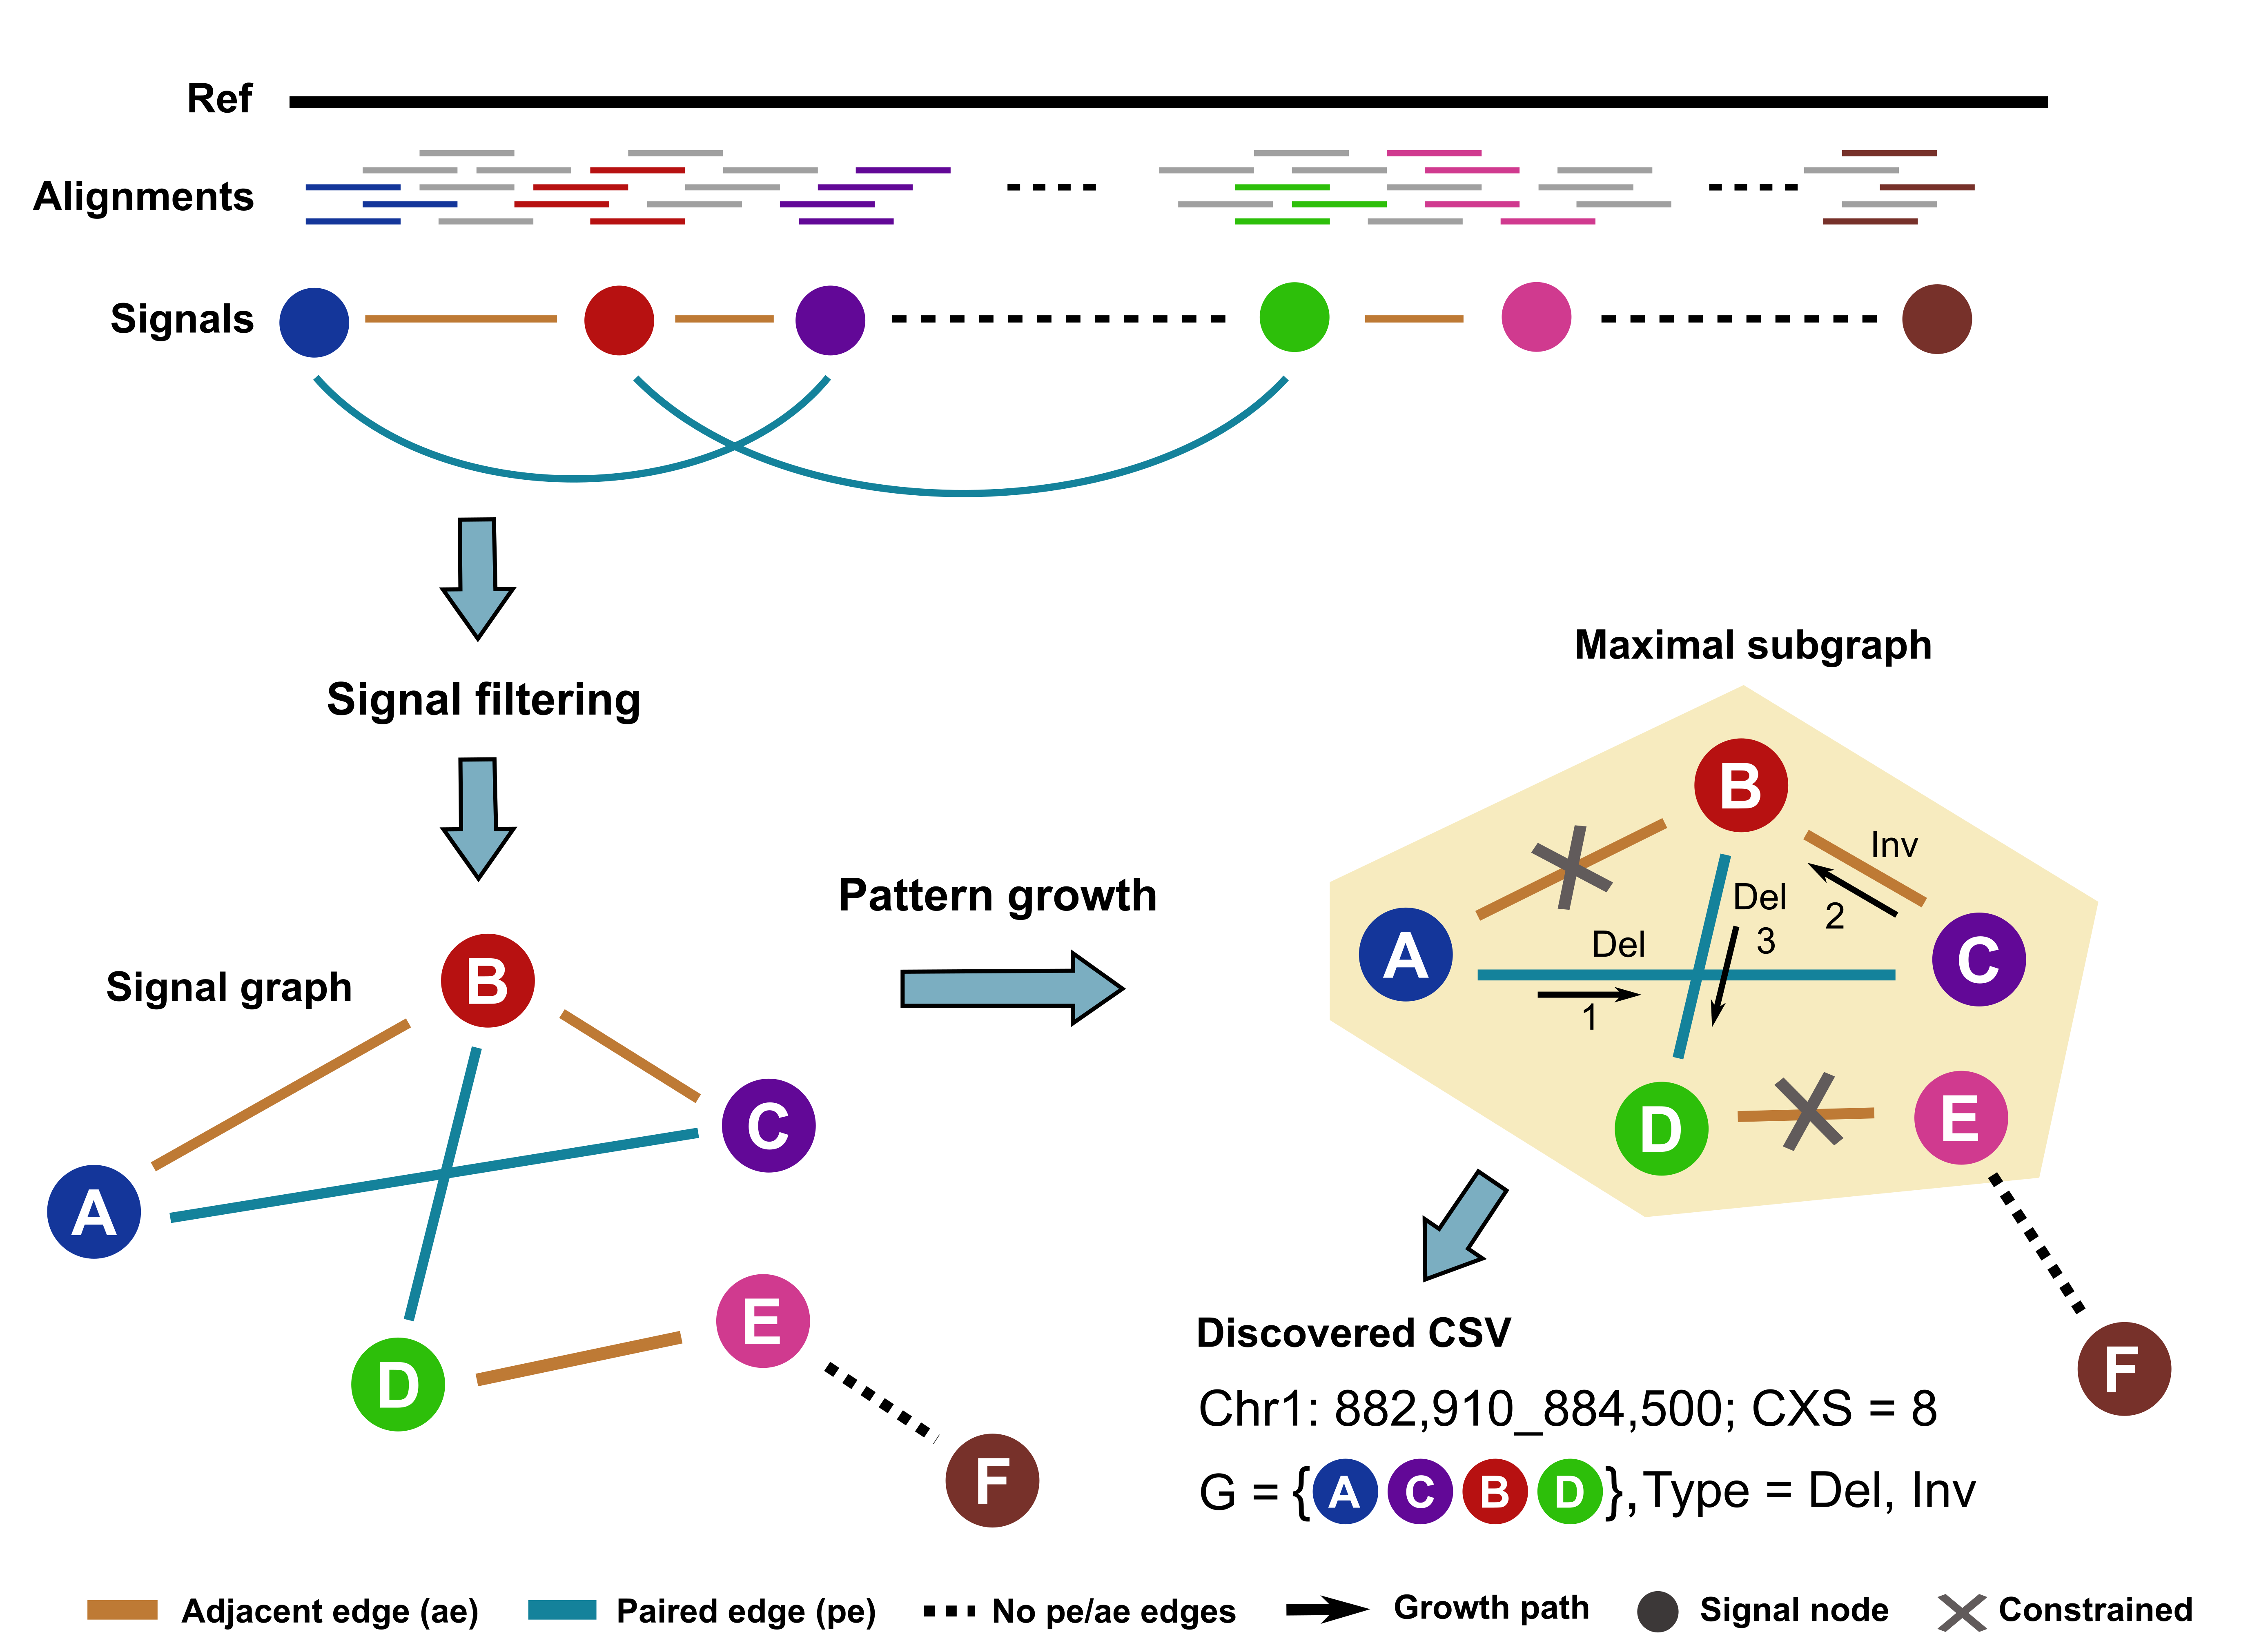 Ref
Alignments
Signals
Signal filtering
Signal graph
A
B
C
D
E
F
Pattern growth
Maximal subgraph
B
Inv
Del
2
3
A
Del
C
1
D
E
F
Discovered CSV
Chr1: 882,910_884,500; CXS = 8
G = {A C B D}, Type = Del, Inv
Adjacent edge (ae)
Paired edge (pe)
No pe/ae edges
Growth path
Signal node
Constrained